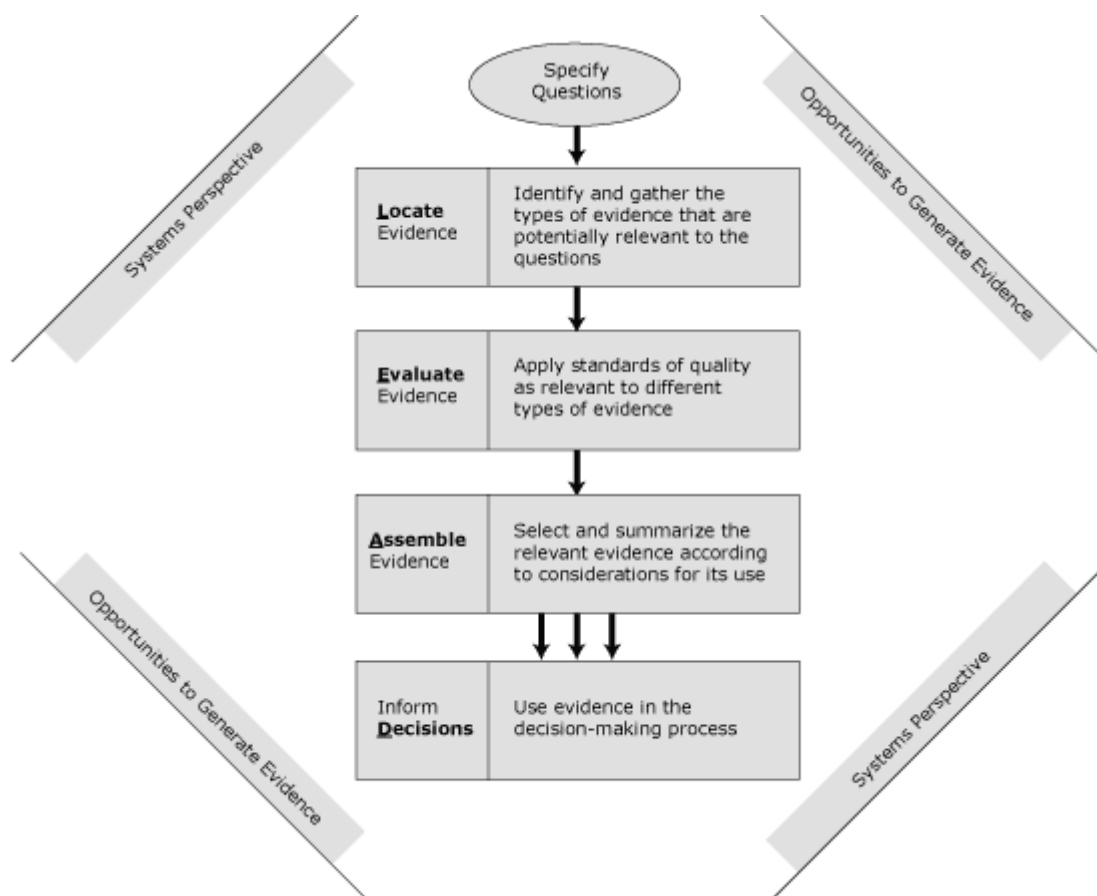 Specify
Questions
Systems Perspective
Opportunities to Generate Evidence
Locate
Evidence
Identify and gather the
types of evidence that are
potentially relevant to the
questions
Evaluate
Evidence
Apply standards of quality
as relevant to different
types of evidence
Assemble
Evidence
Select and summarize the
relevant evidence according
to considerations for its use
Inform
Decisions
Use evidence in the
decision-making process
Opportunities to Generate Evidence
Systems Perspective